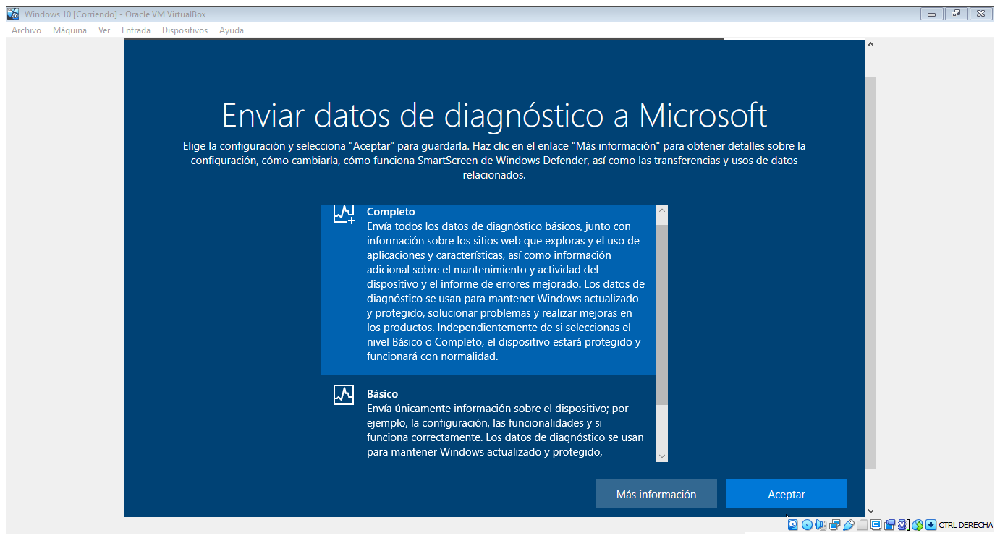 Windows 10 [Corriendo] - Oracle VM VirtualBox
Archivo Máquina Ver Entrada Dispositivos Ayuda
Enviar datos de diagnóstico a Microsoft
Elige la configuración y selecciona "Aceptar" para guardarla. Haz clic en el enlace "Más información" para obtener detalles sobre la
configuración, cómo cambiarla, cómo funciona SmartScreen de Windows Defender, así como las transferencias y usos de datos
relacionados.
Completo
Envía todos los datos de diagnóstico básicos, junto con
información sobre los sitios web que exploras y el uso de
aplicaciones y características, así como información
adicional sobre el mantenimiento y actividad del
dispositivo y el informe de errores mejorado. Los datos de
diagnóstico se usan para mantener Windows actualizado
y protegido, solucionar problemas y realizar mejoras en
los productos. Independientemente de si seleccionas el
nivel Básico o Completo, el dispositivo estará protegido y
funcionará con normalidad.
Básico
Envía únicamente información sobre el dispositivo; por
ejemplo, la configuración, las funcionalidades y si
funciona correctamente. Los datos de diagnóstico se usan
para mantener Windows actualizado y protegido,
Más información Aceptar
CTRL DERECHA